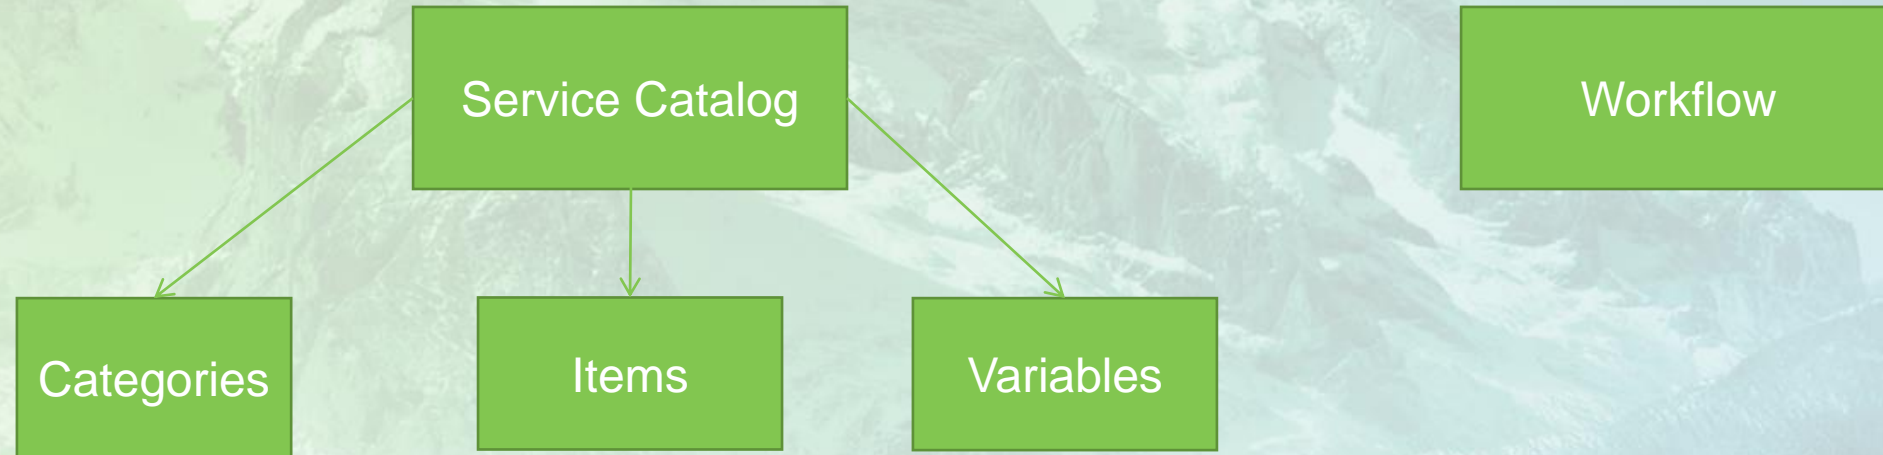 Service Catalog
Workflow
Categories
Items
Variables